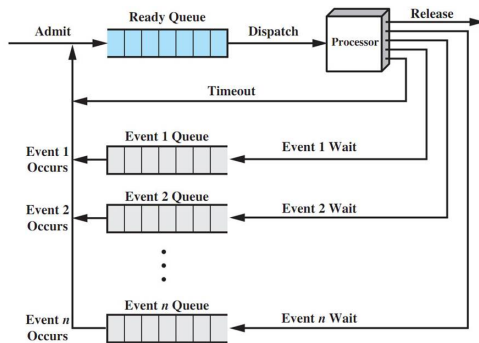 Ready Queue
Release
Admit
Dispatch
Processor
Timeout
Event 1 Queue
Event 1 Wait
Event 1
Occurs
Event 2 Queue
Event 2 Wait
Event 2
Occurs
Event n Queue
Event n Wait
Event n
Occurs